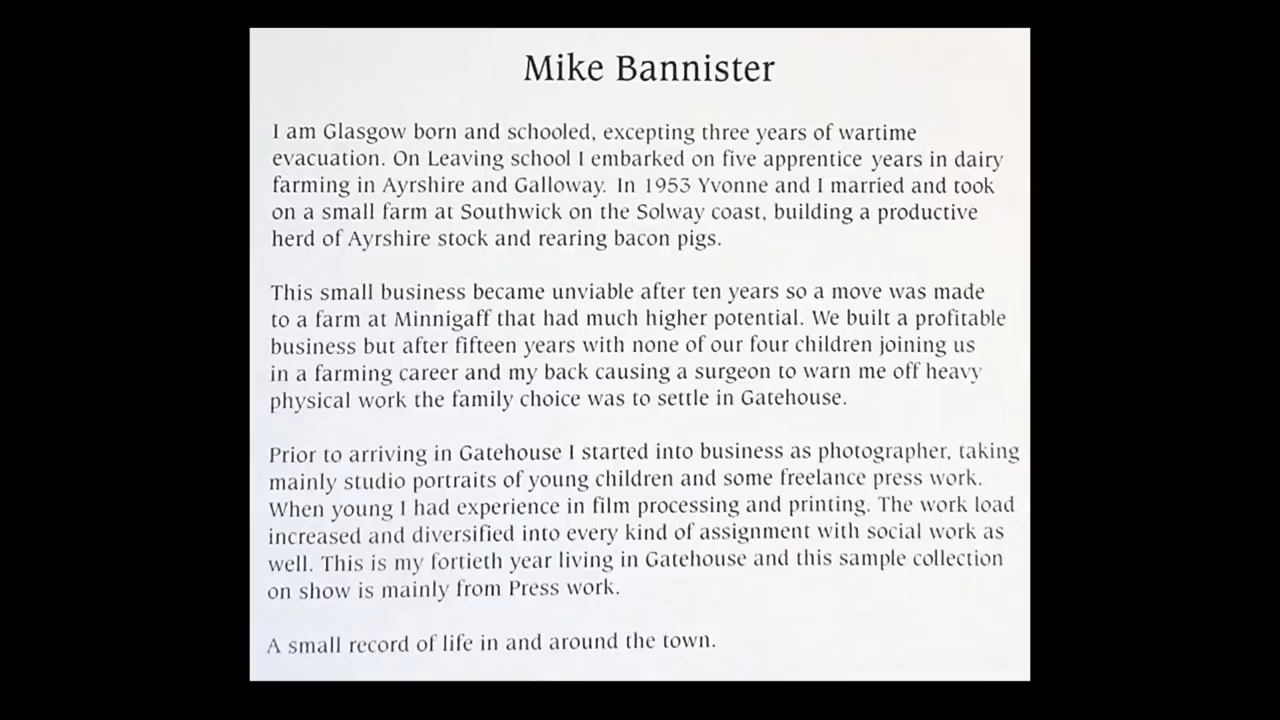 Mike Bannister
I am Glasgow born and schooled, excepting three years of wartime
evacuation. On Leaving school I embarked on five apprentice years in dairy
farming in Ayrshire and Galloway. In 1953 Yvonne and I married and took
on a small farm at Southwick on the Solway coast, building a productive
herd of Ayrshire stock and rearing bacon pigs.
This small business became unviable after ten years so a move was made
to a farm at Minnigaff that had much higher potential. We built a profitable
business but after fifteen years with none of our four children joining us
in a farming career and my back causing a surgeon to warn me off heavy
physical work the family choice was to settle in Gatehouse.
Prior to arriving in Gatehouse I started into business as photographer, taking
mainly studio portraits of young children and some freelance press work.
When young I had experience in film processing and printing. The work load
increased and diversified into every kind of assignment with social work as
well. This is my fortieth year living in Gatehouse and this sample collection
on show is mainly from Press work.
A small record of life in and around the town.